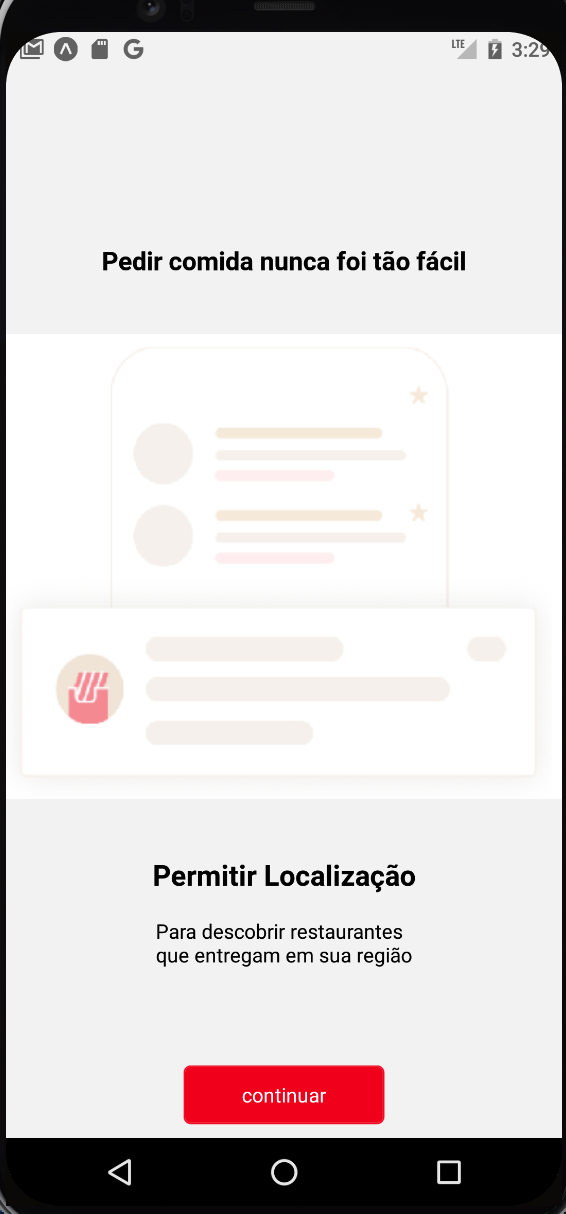 LTE 3:29
Pedir comida nunca foi tão fácil
Permitir Localização
Para descobrir restaurantes
que entregam em sua região
continuar